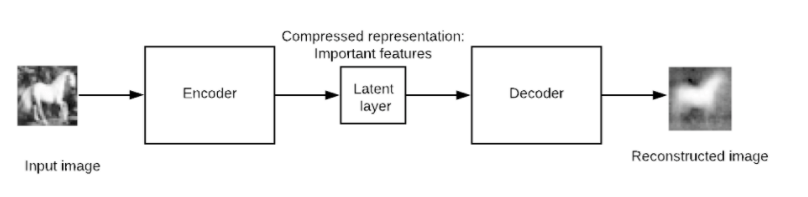 Compressed representation:
Important features
Encoder
Latent
layer
Decoder
Input image
Reconstructed image